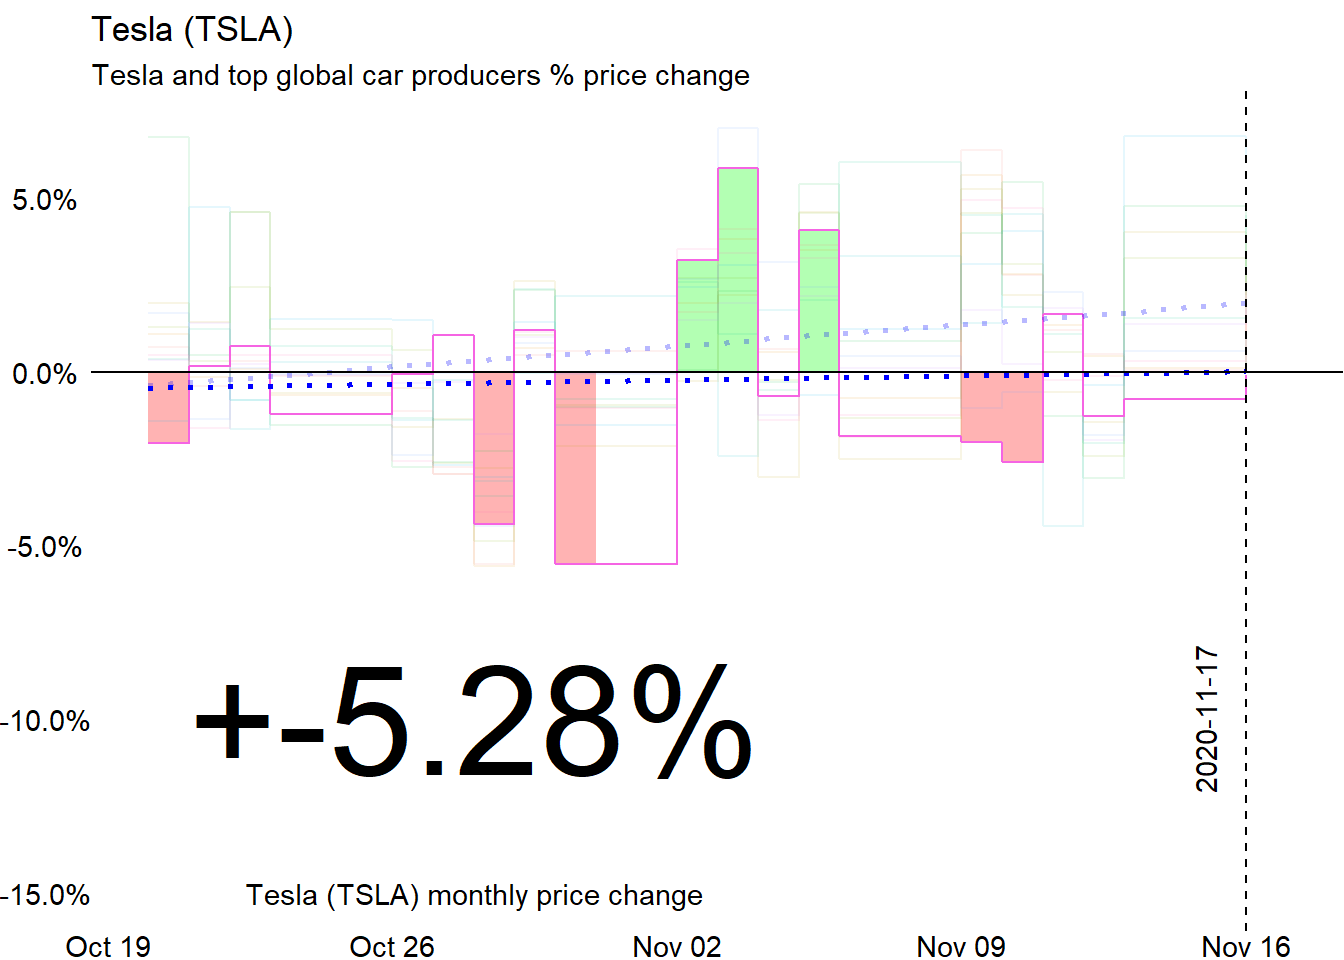 Tesla (TSLA)
Tesla and top global car producers % price change
5.0%
0.0%
-5.0%
-10.0%
-15.0%
+-5.28%
2020-11-17
Tesla (TSLA) monthly price change
Oct 19 Oct 26 Nov 02 Nov 09 Nov 16